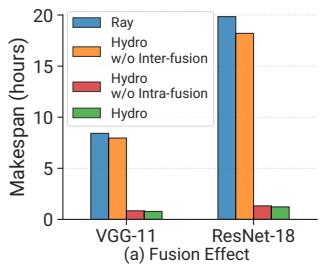 Makespan (hours)
20
15
10
5
0
Ray
Hydro
w/o Inter-fusion
Hydro
w/o Intra-fusion
Hydro
VGG-11
ResNet-18
(a) Fusion Effect